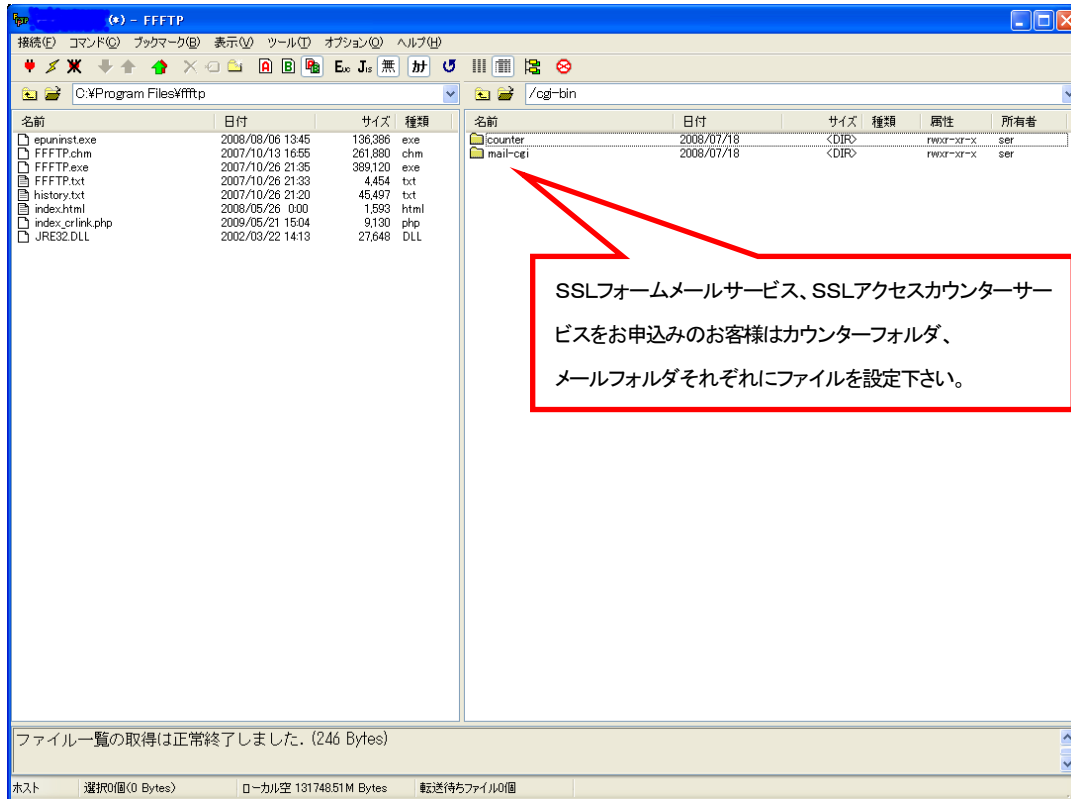 (*) - FFFTP
接続(F) コマンド(C) ブックマーク(B) 表示(V) ツール(T) オプション(O) ヘルプ(H)
A B Euc Jis 無 カナ
C:¥Program Files¥ffftp
/cgi-bin
名前 日付 サイズ 種類
epuninst.exe 2008/08/06 13:45 136,386 exe
FFFTP.chm 2007/10/13 16:55 261,880 chm
FFFTP.exe 2007/10/26 21:35 389,120 exe
FFFTP.txt 2007/10/26 21:33 4,454 txt
history.txt 2007/10/26 21:20 45,497 txt
index.html 2008/05/26 0:00 1,593 html
index_crlink.php 2009/05/21 15:04 9,130 php
JRE32.DLL 2002/03/22 14:13 27,648 DLL
名前 日付 サイズ 種類 属性 所有者
counter 2008/07/18 <DIR> rwxr-xr-x ser
mail-cgi 2008/07/18 <DIR> rwxr-xr-x ser
SSLフォームメールサービス、SSLアクセスカウンターサー
ビスをお申込みのお客様はカウンターフォルダ、
メールフォルダそれぞれにファイルを設定下さい。
ファイル一覧の取得は正常終了しました. (246 Bytes)
ホスト 選択0個(0 Bytes) ローカル空 131748.51M Bytes 転送待ちファイル0個